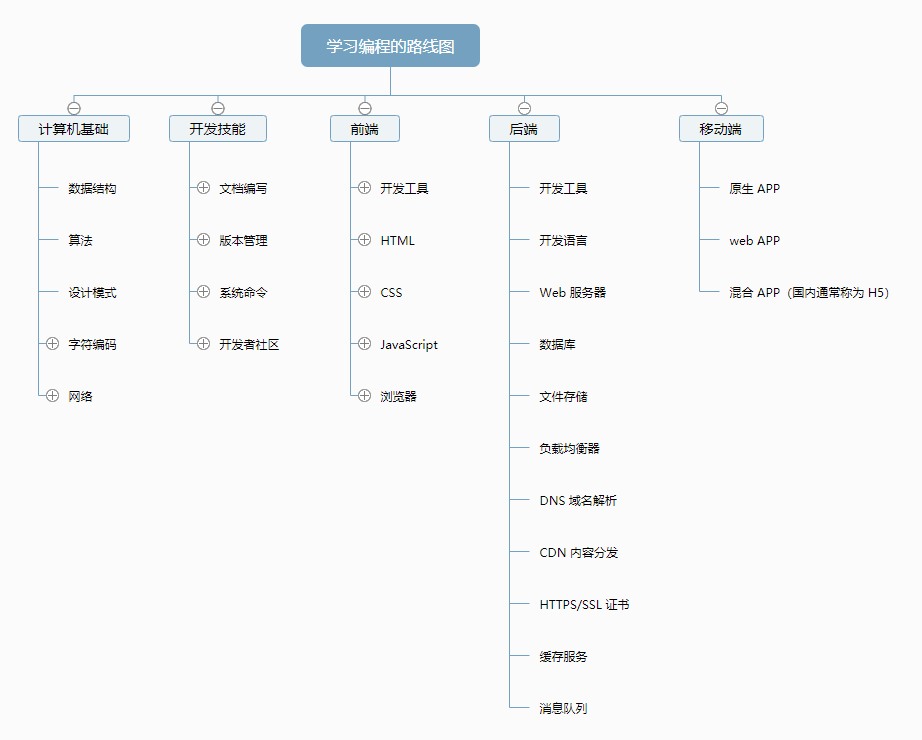 学习编程的路线图
计算机基础
数据结构
算法
设计模式
字符编码
网络
开发技能
文档编写
版本管理
系统命令
开发者社区
前端
开发工具
HTML
CSS
JavaScript
浏览器
后端
开发工具
开发语言
Web 服务器
数据库
文件存储
负载均衡器
DNS 域名解析
CDN 内容分发
HTTPS/SSL 证书
缓存服务
消息队列
移动端
原生 APP
web APP
混合 APP（国内通常称为 H5）